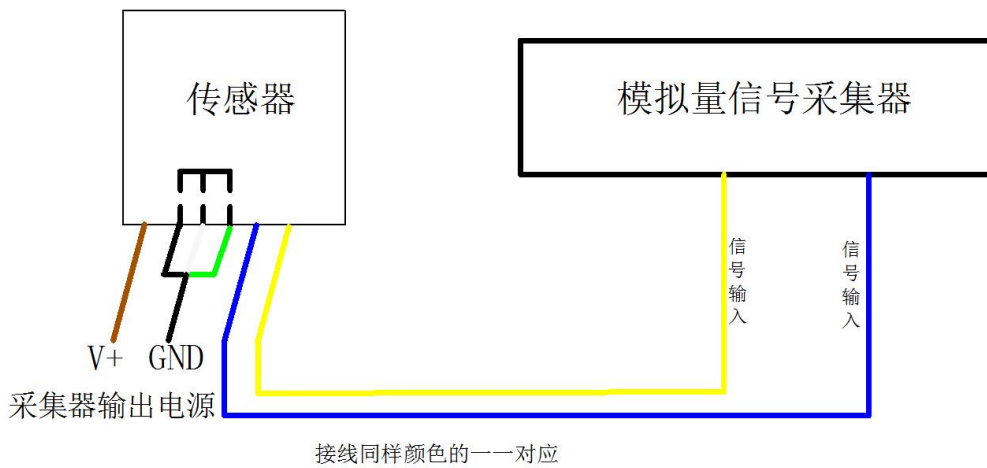 传感器
模拟量信号采集器
信号输入
信号输入
V+ GND
采集器输出电源
接线同样颜色的一一对应